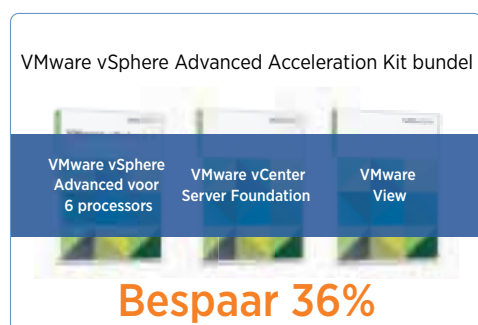 VMware vSphere Advanced Acceleration Kit bundel
VMware vSphere
Advanced voor
6 processors
VMware vCenter
Server Foundation
VMware
View
Bespaar 36%